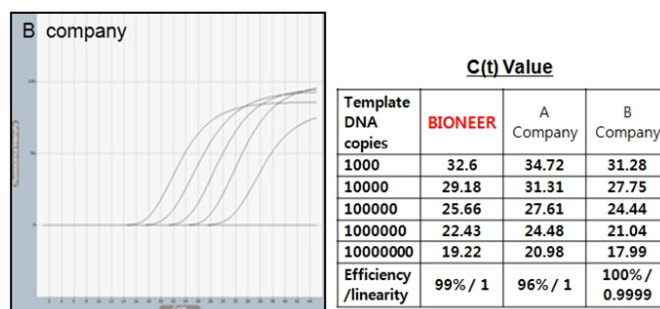 B company
C(t) Value
Template DNA copies BIONEER A Company B Company
1000 32.6 34.72 31.28
10000 29.18 31.31 27.75
100000 25.66 27.61 24.44
1000000 22.43 24.48 21.04
10000000 19.22 20.98 17.99
Efficiency /linearity 99% / 1 96% / 1 100% / 0.9999